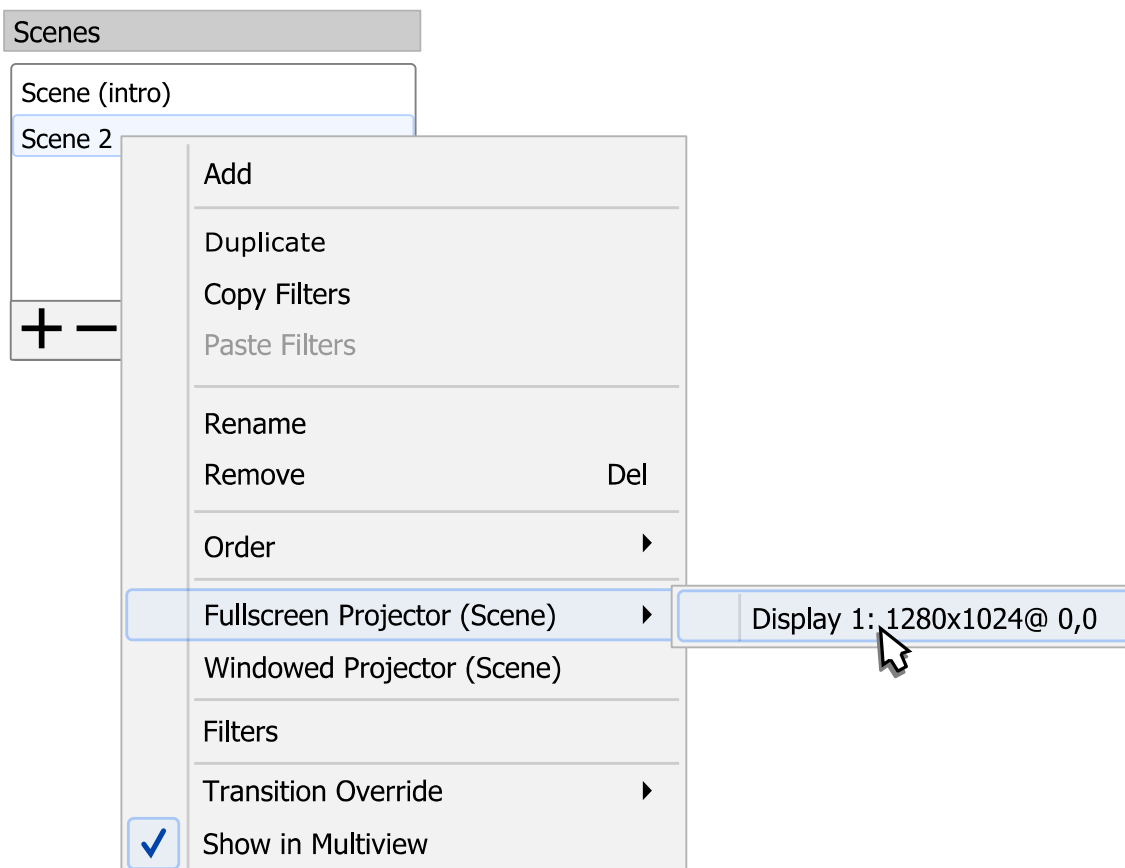 Scenes
Scene (intro)
Scene 2
Add
Duplicate
Copy Filters
Paste Filters
Rename
Remove Del
Order
Fullscreen Projector (Scene)
Display 1: 1280x1024@ 0,0
Windowed Projector (Scene)
Filters
Transition Override
Show in Multiview